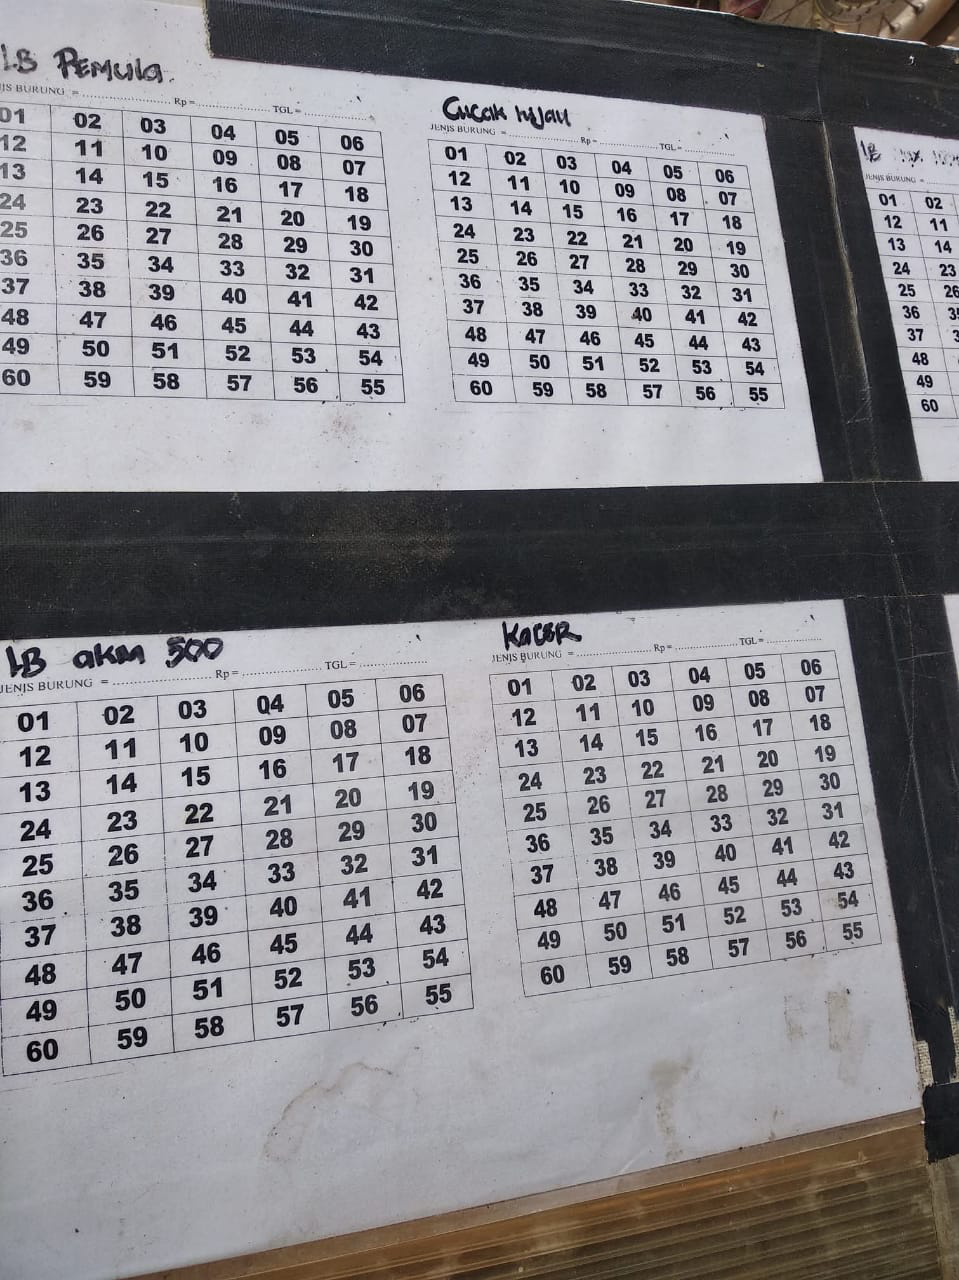 LB PEMULA.
JENIS BURUNG = Rp= TGL=
01 02 03 04 05 06
12 11 10 09 08 07
13 14 15 16 17 18
24 23 22 21 20 19
25 26 27 28 29 30
36 35 34 33 32 31
37 38 39 40 41 42
48 47 46 45 44 43
49 50 51 52 53 54
60 59 58 57 56 55
Cucak hijau
JENJS BURUNG = Rp= TGL=
01 02 03 04 05 06
12 11 10 09 08 07
13 14 15 16 17 18
24 23 22 21 20 19
25 26 27 28 29 30
36 35 34 33 32 31
37 38 39 40 41 42
48 47 46 45 44 43
49 50 51 52 53 54
60 59 58 57 56 55
LB
JENJS BURUNG =
01 02
12 11
13 14
24 23
25 26
36
37
48
49
60
LB akm 500
JENJS BURUNG = Rp= TGL=
01 02 03 04 05 06
12 11 10 09 08 07
13 14 15 16 17 18
24 23 22 21 20 19
25 26 27 28 29 30
36 35 34 33 32 31
37 38 39 40 41 42
48 47 46 45 44 43
49 50 51 52 53 54
60 59 58 57 56 55
KACER
JENJS BURUNG = Rp= TGL=
01 02 03 04 05 06
12 11 10 09 08 07
13 14 15 16 17 18
24 23 22 21 20 19
25 26 27 28 29 30
36 35 34 33 32 31
37 38 39 40 41 42
48 47 46 45 44 43
49 50 51 52 53 54
60 59 58 57 56 55